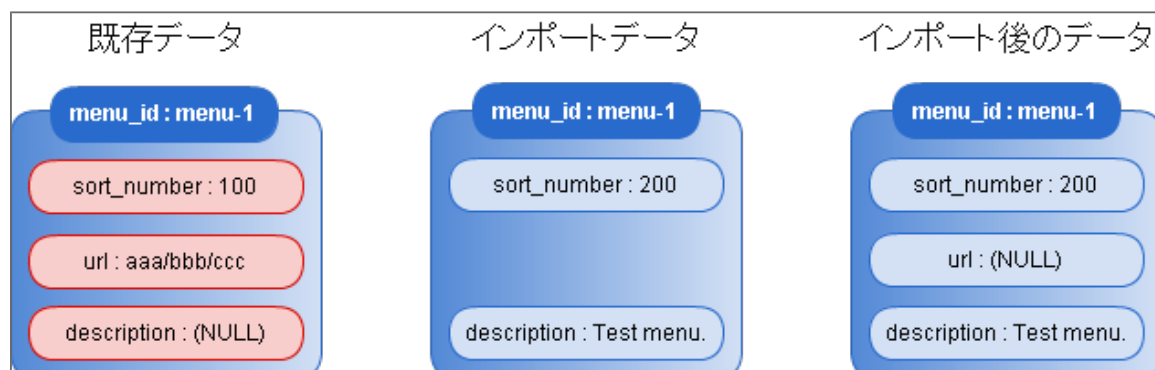 既存データ
インポートデータ
インポート後のデータ
menu_id : menu-1
menu_id : menu-1
menu_id : menu-1
sort_number : 100
sort_number : 200
sort_number : 200
url : aaa/bbb/ccc
url : (NULL)
description : (NULL)
description : Test menu.
description : Test menu.